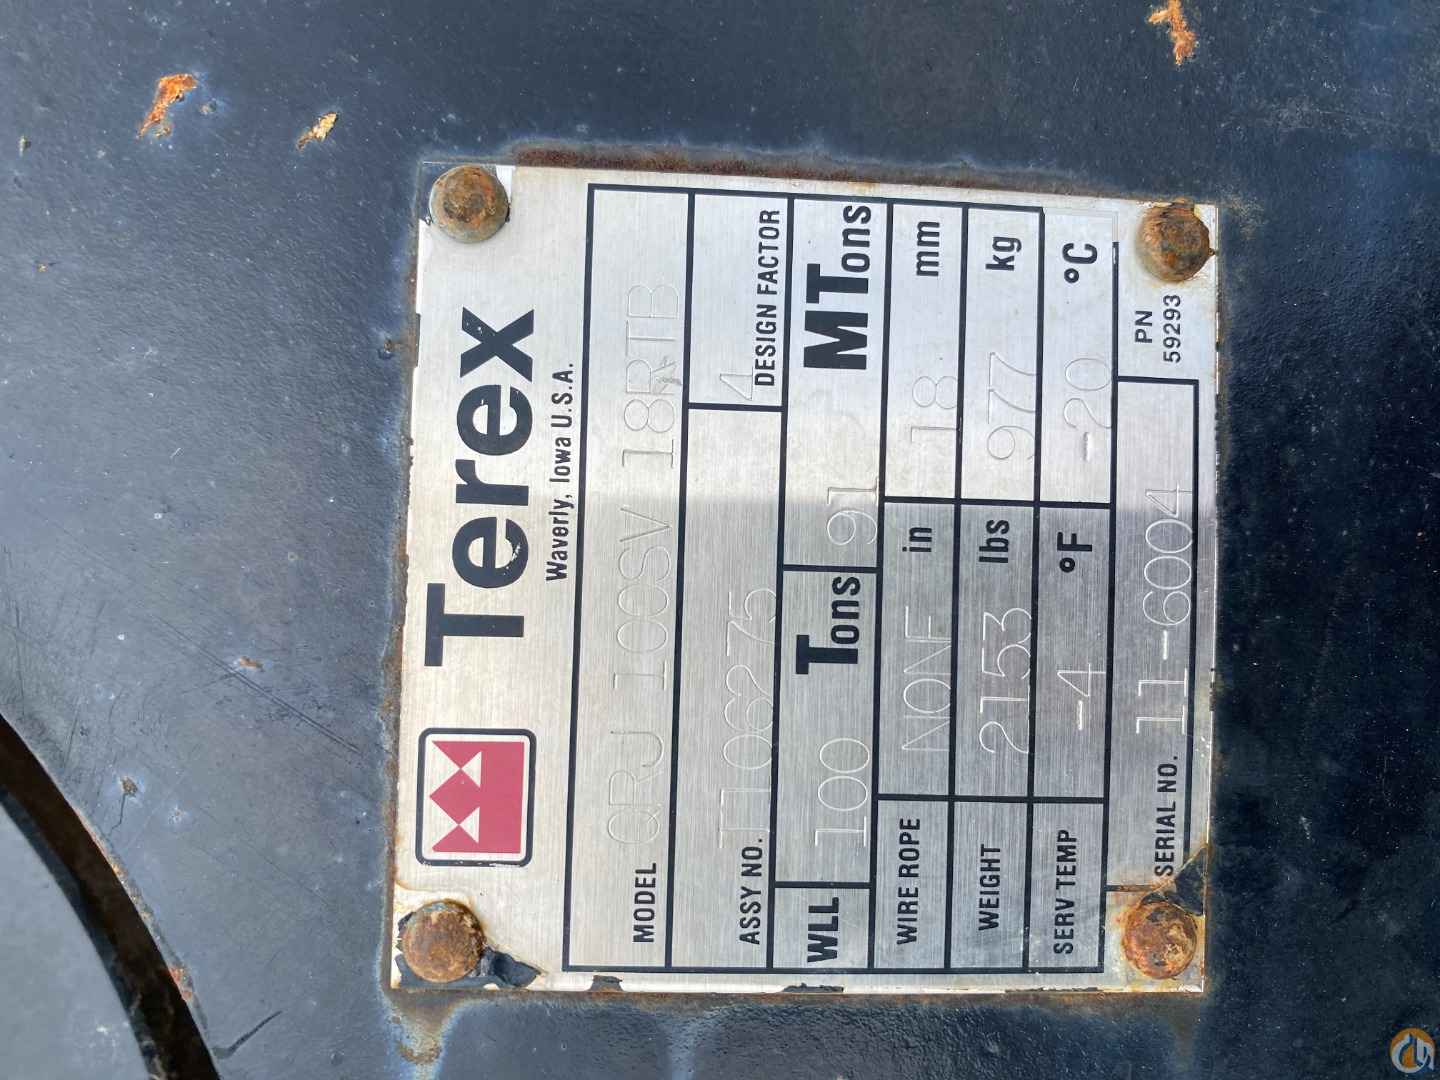 Terex
Waverly, Iowa U.S.A.
MODEL QRJ 100SV 18RTB
ASSY NO. T106275 4 DESIGN FACTOR
WLL 100 Tons 91 MTons
WIRE ROPE NONE in 18 mm
WEIGHT 2153 lbs 977 kg
SERV TEMP -4 °F -20 °C
SERIAL NO. 11-6004
PN
59293